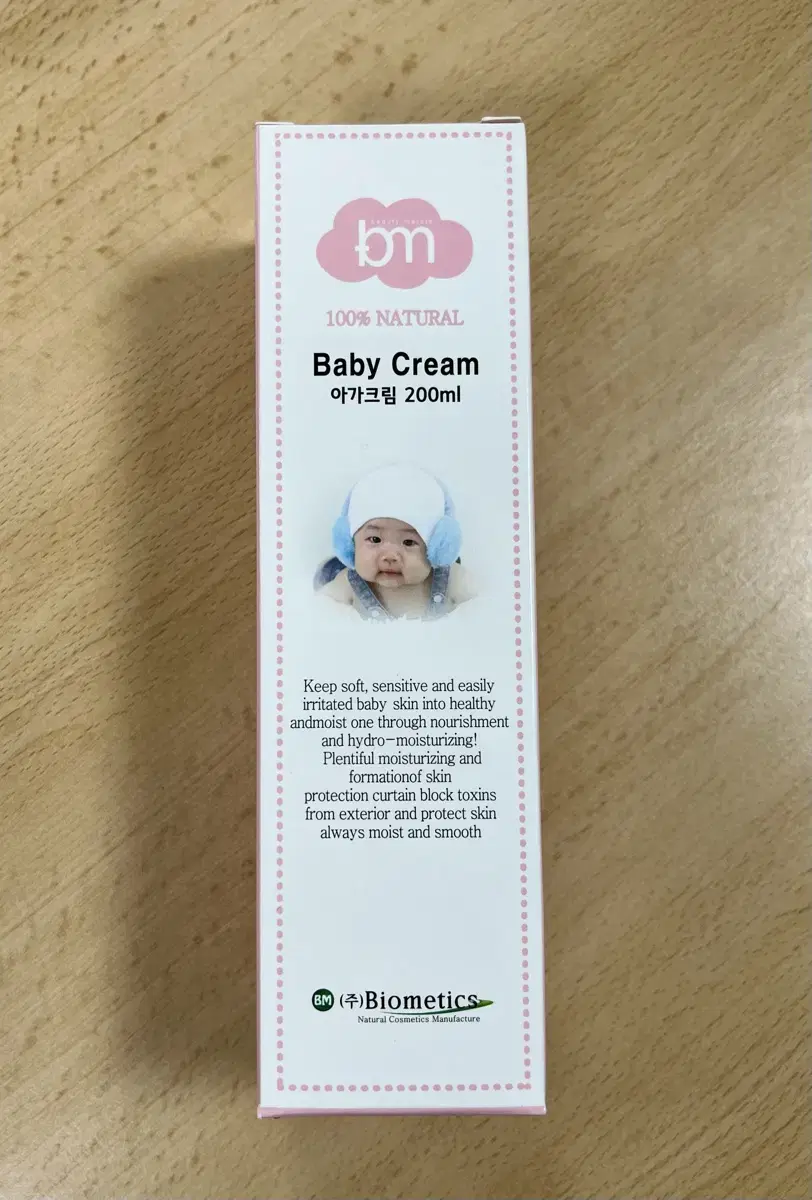 bm
100% NATURAL
Baby Cream
아가크림 200ml
Keep soft, sensitive and easily
irritated baby skin into healthy
andmoist one through nourishment
and hydro-moisturizing!
Plentiful moisturizing and
formationof skin
protection curtain block toxins
from exterior and protect skin
always moist and smooth
BM (주)Biometics
Natural Cosmetics Manufacture